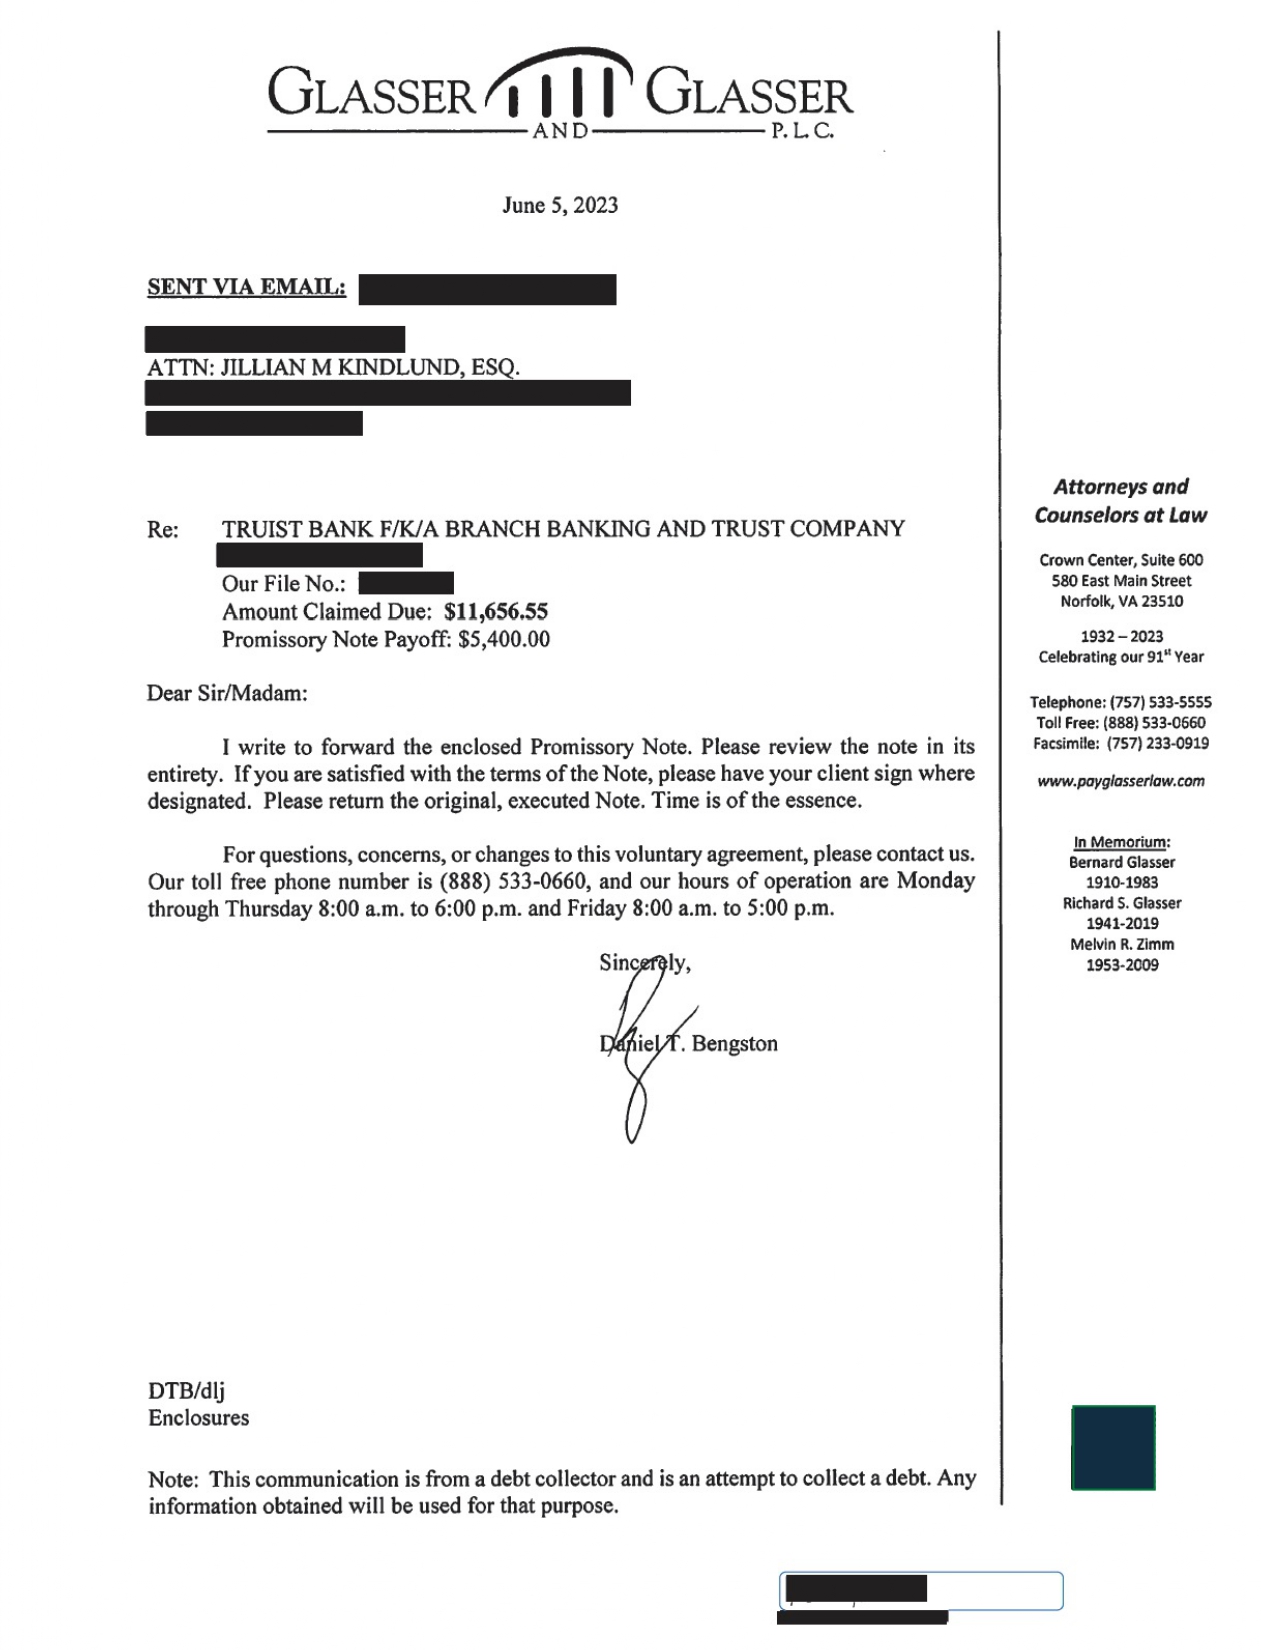 GLASSER AND GLASSER P.L.C.
June 5, 2023
SENT VIA EMAIL:
ATTN: JILLIAN M KINDLUND, ESQ.
Re: TRUIST BANK F/K/A BRANCH BANKING AND TRUST COMPANY
Our File No.:
Amount Claimed Due: $11,656.55
Promissory Note Payoff: $5,400.00
Dear Sir/Madam:
I write to forward the enclosed Promissory Note. Please review the note in its
entirety. If you are satisfied with the terms of the Note, please have your client sign where
designated. Please return the original, executed Note. Time is of the essence.
For questions, concerns, or changes to this voluntary agreement, please contact us.
Our toll free phone number is (888) 533-0660, and our hours of operation are Monday
through Thursday 8:00 a.m. to 6:00 p.m. and Friday 8:00 a.m. to 5:00 p.m.
Sincerely,
Daniel T. Bengston
DTB/dlj
Enclosures
Note: This communication is from a debt collector and is an attempt to collect a debt. Any
information obtained will be used for that purpose.
Attorneys and
Counselors at Law
Crown Center, Suite 600
580 East Main Street
Norfolk, VA 23510
1932 – 2023
Celebrating our 91st Year
Telephone: (757) 533-5555
Toll Free: (888) 533-0660
Facsimile: (757) 233-0919
www.payglasserlaw.com
In Memorium:
Bernard Glasser
1910-1983
Richard S. Glasser
1941-2019
Melvin R. Zimm
1953-2009